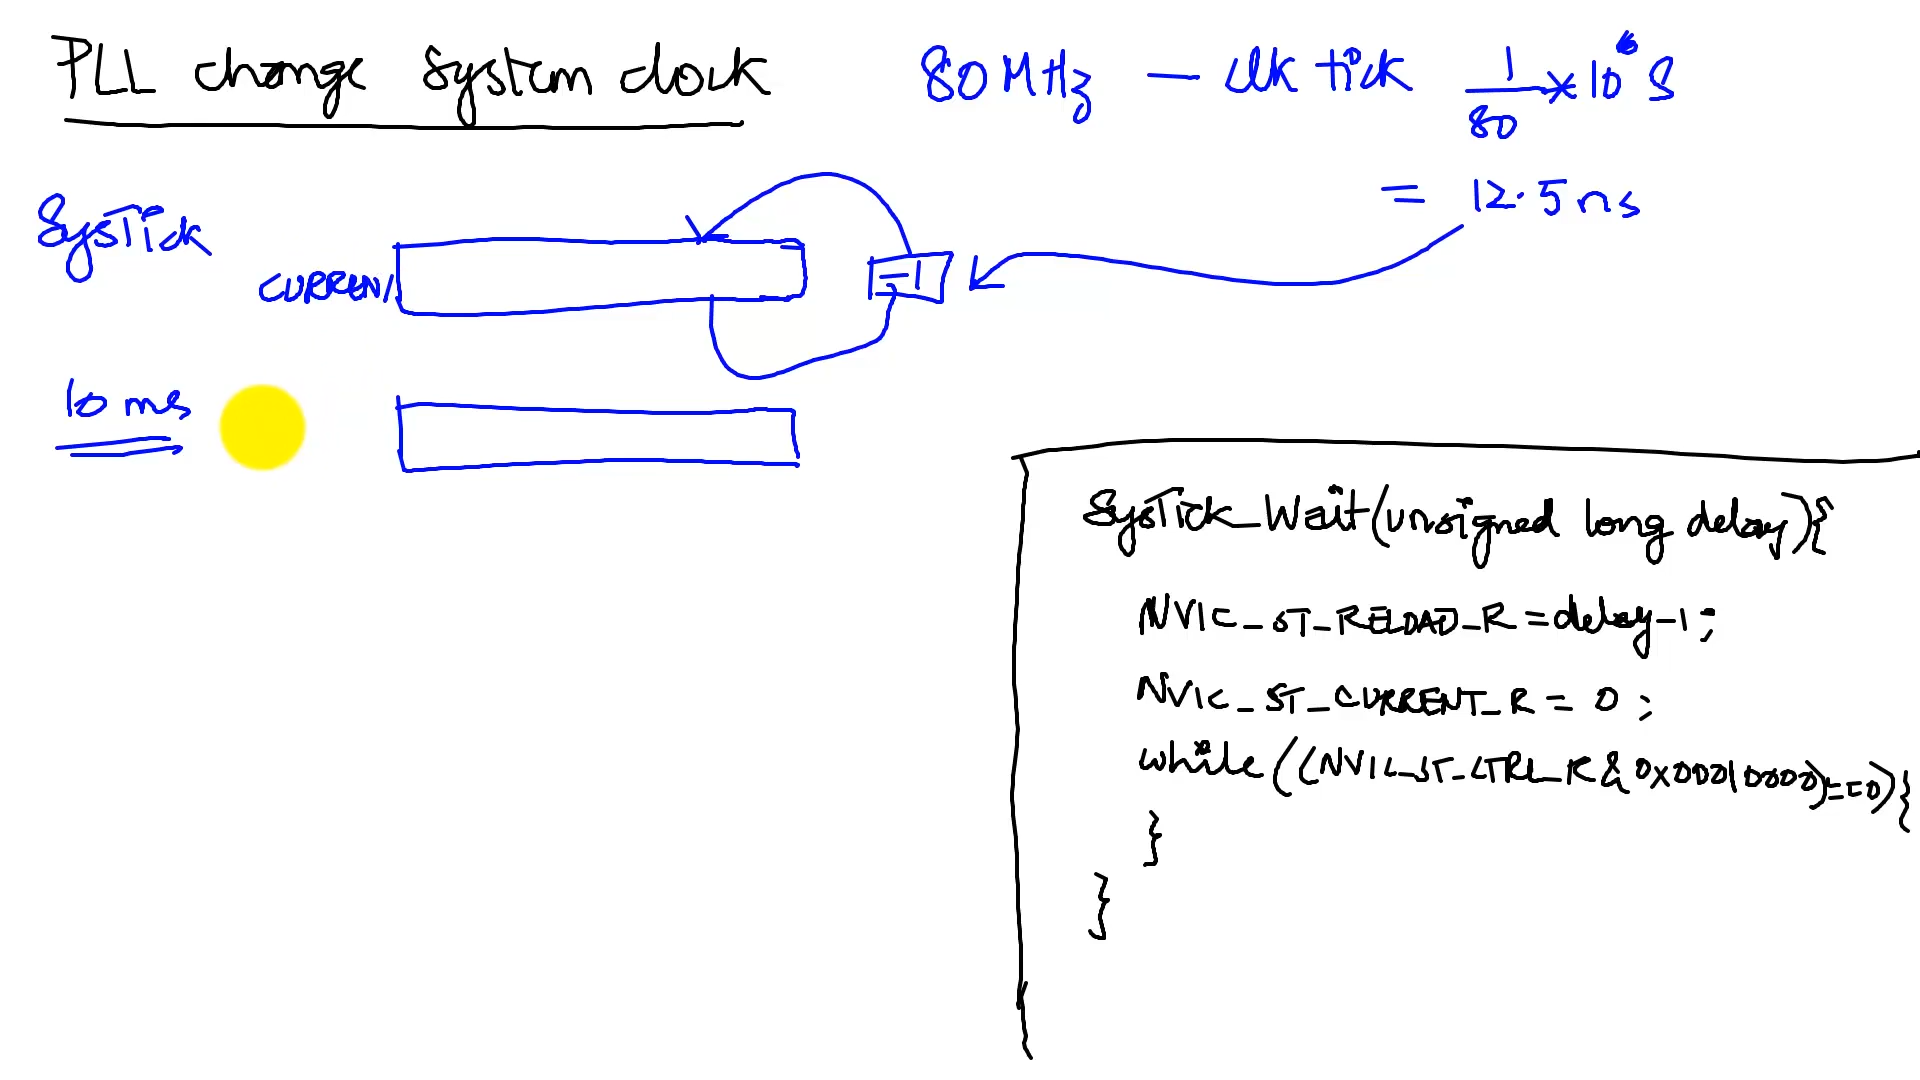 PLL change system clock
80 MHz — clk tick 1/80 × 10^6 S
= 12.5 ns
SysTick
CURRENT
-1
10 ms
SysTick_Wait(unsigned long delay){
NVIC_ST_RELOAD_R = delay-1;
NVIC_ST_CURRENT_R = 0;
while((NVIC_ST_CTRL_R & 0x00010000)==0){
}
}